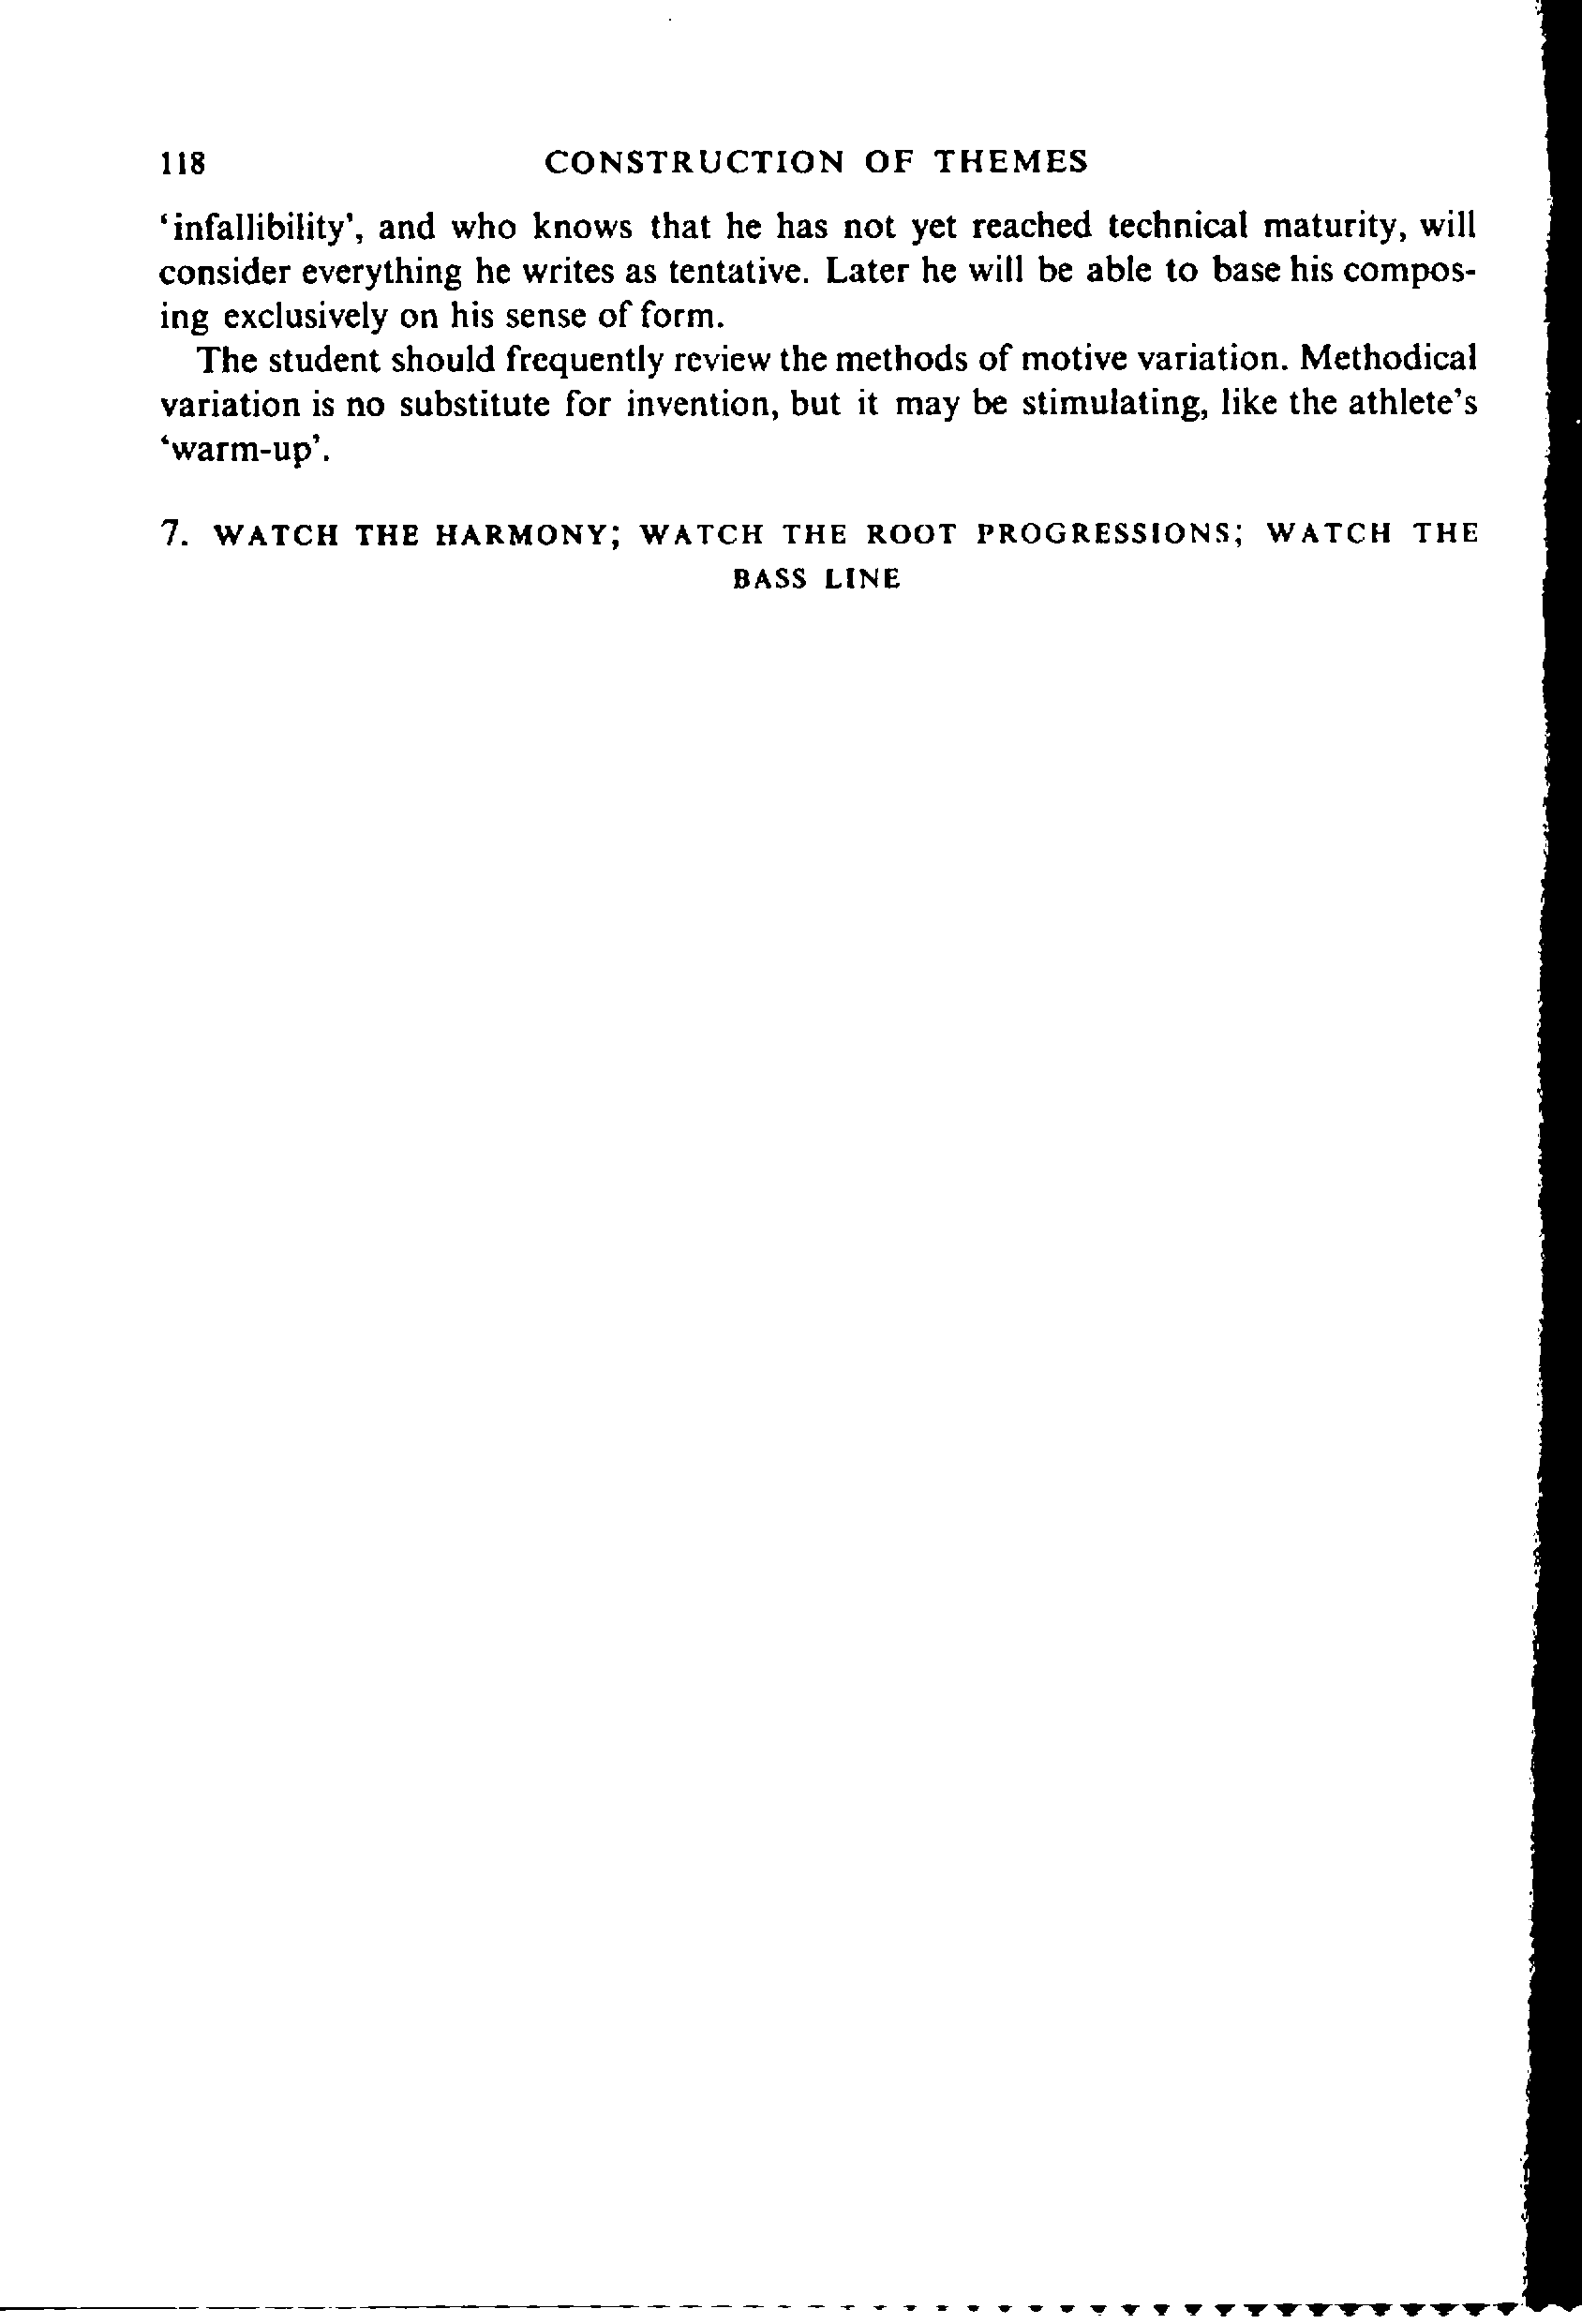 118 CONSTRUCTION OF THEMES
‘infallibility’, and who knows that he has not yet reached technical maturity, will
consider everything he writes as tentative. Later he will be able to base his compos-
ing exclusively on his sense of form.
The student should frequently review the methods of motive variation. Methodical
variation is no substitute for invention, but it may be stimulating, like the athlete’s
‘warm-up’.
7. WATCH THE HARMONY; WATCH THE ROOT PROGRESSIONS; WATCH THE
BASS LINE